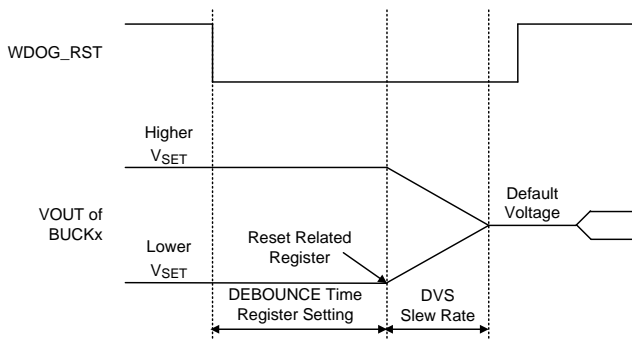 WDOG_RST
Higher
VSET
VOUT of
BUCKx
Default
Voltage
Reset Related
Register
Lower
VSET
DEBOUNCE Time
Register Setting
DVS
Slew Rate